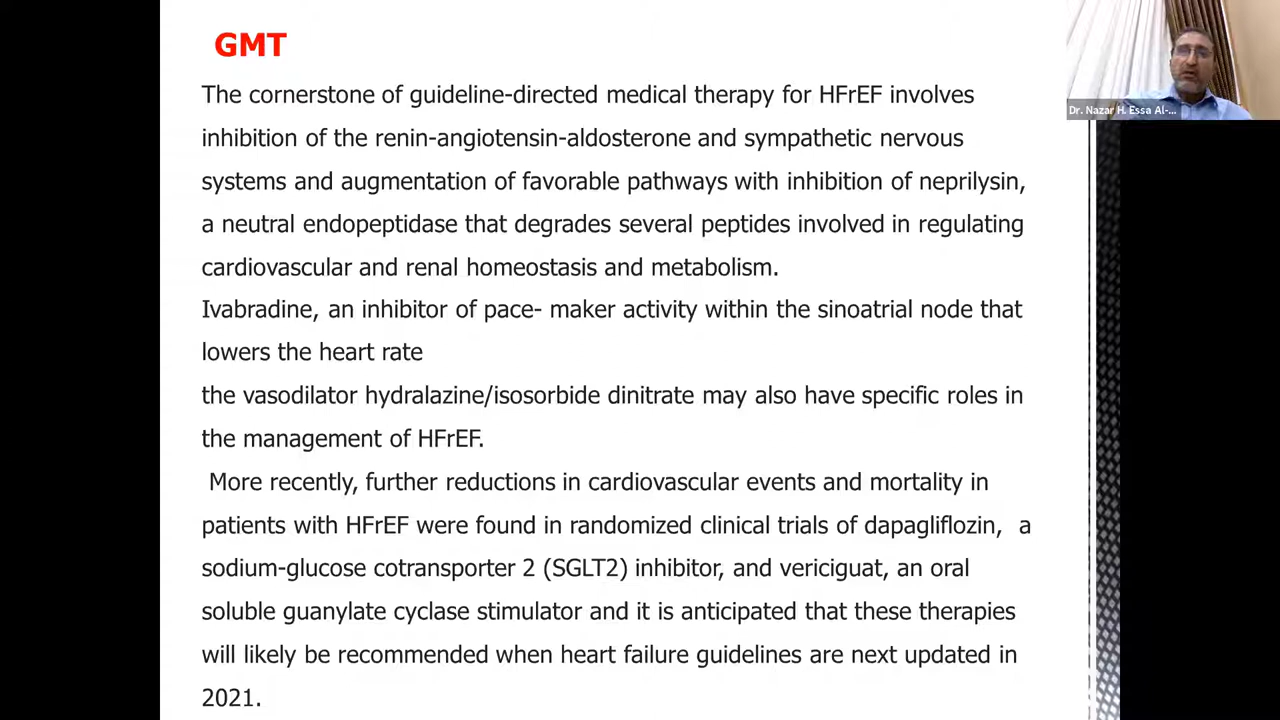 GMT
Dr. Nazar H. Essa Al-...
The cornerstone of guideline-directed medical therapy for HFrEF involves
inhibition of the renin-angiotensin-aldosterone and sympathetic nervous
systems and augmentation of favorable pathways with inhibition of neprilysin,
a neutral endopeptidase that degrades several peptides involved in regulating
cardiovascular and renal homeostasis and metabolism.
Ivabradine, an inhibitor of pace- maker activity within the sinoatrial node that
lowers the heart rate
the vasodilator hydralazine/isosorbide dinitrate may also have specific roles in
the management of HFrEF.
More recently, further reductions in cardiovascular events and mortality in
patients with HFrEF were found in randomized clinical trials of dapagliflozin, a
sodium-glucose cotransporter 2 (SGLT2) inhibitor, and vericiguat, an oral
soluble guanylate cyclase stimulator and it is anticipated that these therapies
will likely be recommended when heart failure guidelines are next updated in
2021.